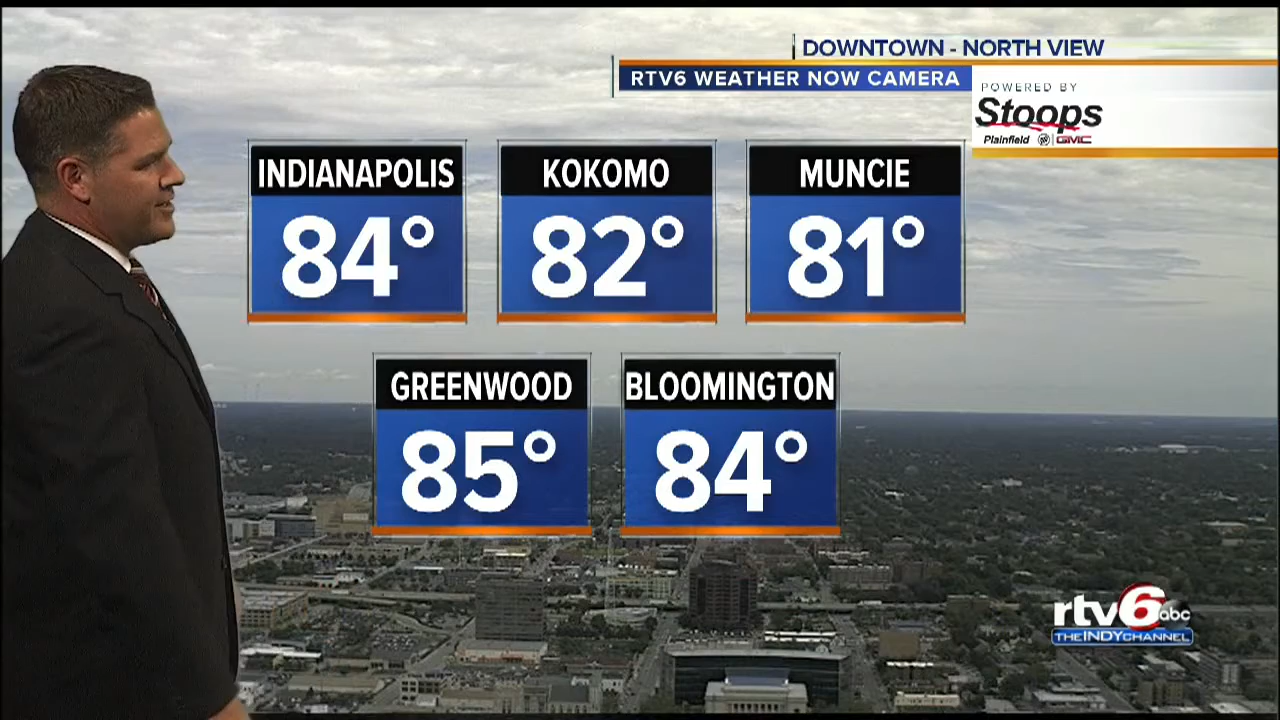 DOWNTOWN - NORTH VIEW
RTV6 WEATHER NOW CAMERA
POWERED BY
Stoops
Plainfield GMC
INDIANAPOLIS
84°
KOKOMO
82°
MUNCIE
81°
GREENWOOD
85°
BLOOMINGTON
84°
rtv6 abc
THE INDY CHANNEL